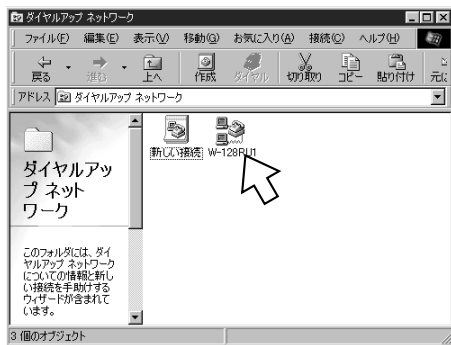 ダイヤルアップ ネットワーク
ファイル(F) 編集(E) 表示(V) 移動(G) お気に入り(A) 接続(C) ヘルプ(H)
戻る 進む 上へ 作成 ダイヤル 切り取り コピー 貼り付け 元に
アドレス ダイヤルアップ ネットワーク
新しい接続 W-128RU1
ダイヤルアッ
プ ネット
ワーク
このフォルダには、ダイ
ヤルアップ ネットワーク
についての情報と新し
い接続を手助けする
ウィザードが含まれて
います。
3 個のオブジェクト